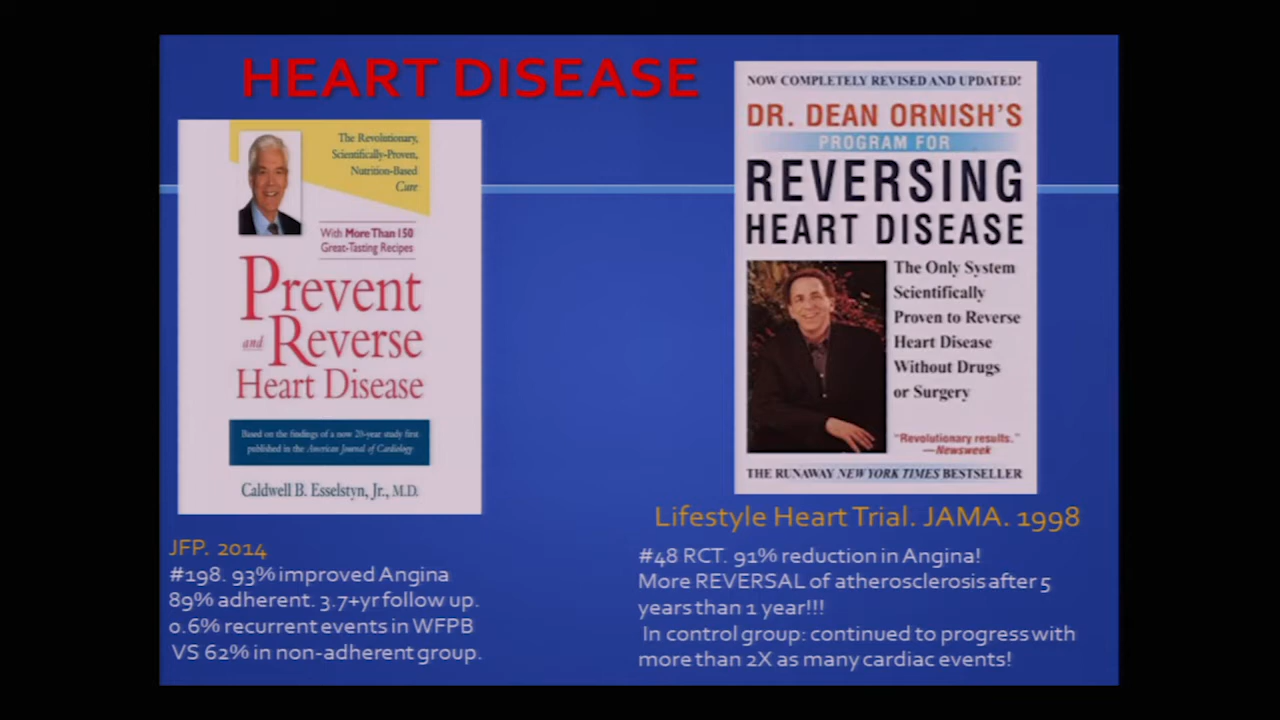 HEART DISEASE
The Revolutionary,
Scientifically-Proven,
Nutrition-Based
Cure
With More Than 150
Great-Tasting Recipes
Prevent
and Reverse
Heart Disease
Based on the findings of a now 20-year study first
published in the American Journal of Cardiology
Caldwell B. Esselstyn, Jr., M.D.
JFP. 2014
#198. 93% improved Angina
89% adherent. 3.7+yr follow up.
0.6% recurrent events in WFPB
VS 62% in non-adherent group.
NOW COMPLETELY REVISED AND UPDATED!
DR. DEAN ORNISH'S
PROGRAM FOR
REVERSING
HEART DISEASE
The Only System
Scientifically
Proven to Reverse
Heart Disease
Without Drugs
or Surgery
"Revolutionary results."
—Newsweek
THE RUNAWAY NEW YORK TIMES BESTSELLER
Lifestyle Heart Trial. JAMA. 1998
#48 RCT. 91% reduction in Angina!
More REVERSAL of atherosclerosis after 5
years than 1 year!!!
In control group: continued to progress with
more than 2X as many cardiac events!